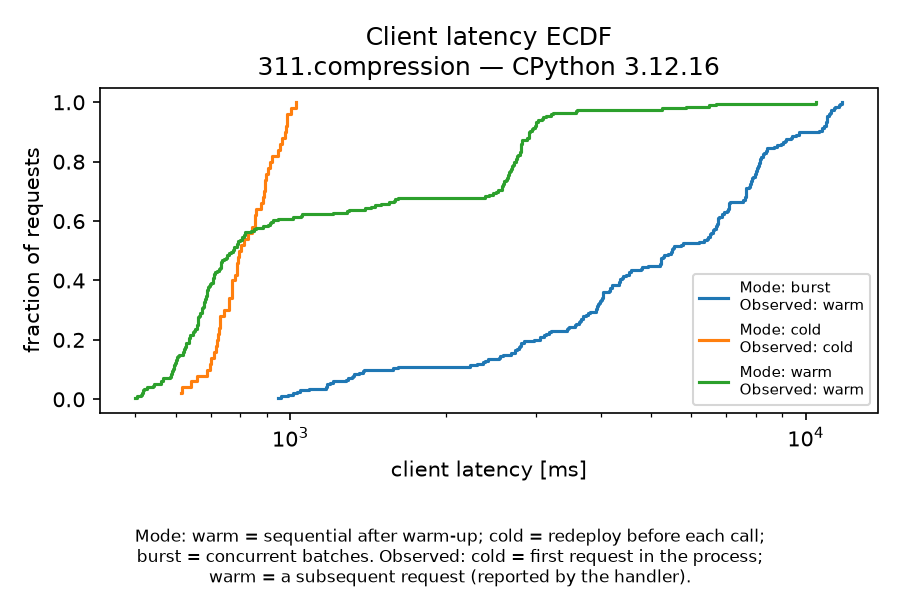 Client latency ECDF
311.compression — CPython 3.12.16
fraction of requests
1.0
0.8
0.6
0.4
0.2
0.0
Mode: burst
Observed: warm
Mode: cold
Observed: cold
Mode: warm
Observed: warm
10³
10⁴
client latency [ms]
Mode: warm = sequential after warm-up; cold = redeploy before each call;
burst = concurrent batches. Observed: cold = first request in the process;
warm = a subsequent request (reported by the handler).